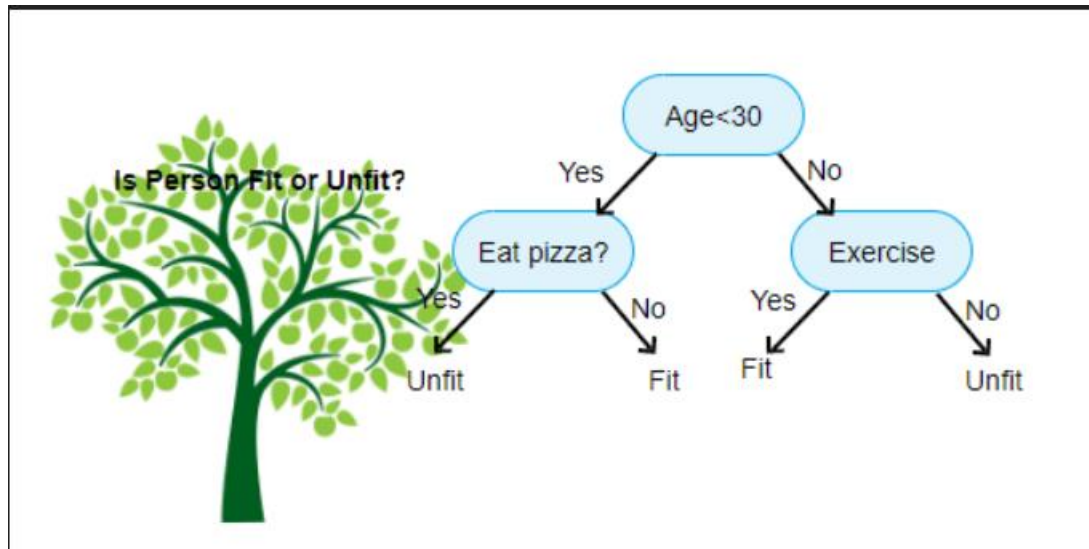 Is Person Fit or Unfit?
Age<30
Yes
No
Eat pizza?
Exercise
Yes
No
Yes
No
Unfit
Fit
Fit
Unfit